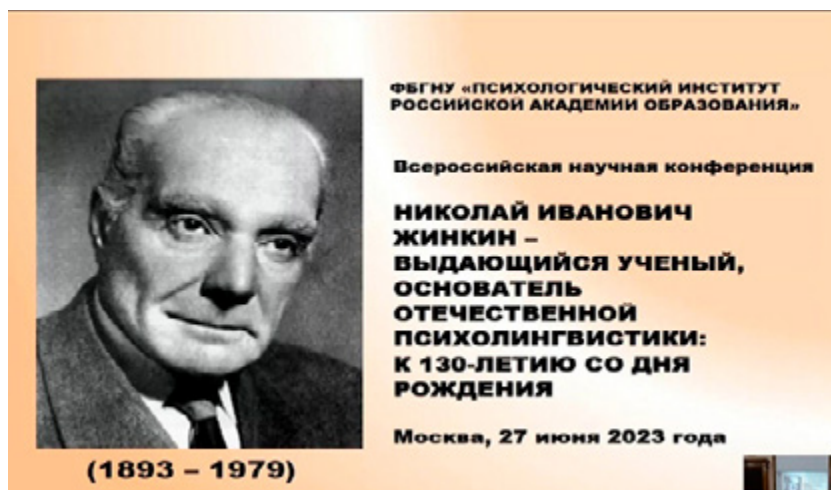 ФБГНУ «ПСИХОЛОГИЧЕСКИЙ ИНСТИТУТ
РОССИЙСКОЙ АКАДЕМИИ ОБРАЗОВАНИЯ»
Всероссийская научная конференция
НИКОЛАЙ ИВАНОВИЧ
ЖИНКИН –
ВЫДАЮЩИЙСЯ УЧЕНЫЙ,
ОСНОВАТЕЛЬ
ОТЕЧЕСТВЕННОЙ
ПСИХОЛИНГВИСТИКИ:
К 130-ЛЕТИЮ СО ДНЯ
РОЖДЕНИЯ
Москва, 27 июня 2023 года
(1893 – 1979)